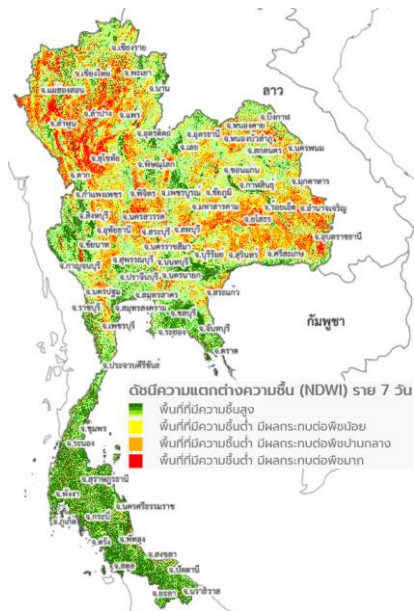 จ.เชียงราย
จ.เชียงใหม่ จ.พะเยา
จ.แม่ฮ่องสอน จ.น่าน
จ.ลำปาง จ.แพร่
จ.ลำพูน
จ.อุตรดิตถ์
จ.สุโขทัย
จ.ตาก จ.พิษณุโลก
ลาว
จ.บึงกาฬ
จ.หนองคาย
จ.อุดรธานี
จ.เลย จ.หนองบัวลำภู
จ.สกลนคร จ.นครพนม
จ.ขอนแก่น
จ.กาฬสินธุ์ จ.มุกดาหาร
จ.กำแพงเพชร จ.พิจิตร จ.เพชรบูรณ์ จ.ชัยภูมิ
จ.มหาสารคาม จ.ร้อยเอ็ด จ.อำนาจเจริญ
จ.ยโสธร
จ.สิงห์บุรี จ.นครสวรรค์
จ.อุทัยธานี จ.สระบุรี จ.ลพบุรี
จ.อุบลราชธานี
จ.ชัยนาท จ.นครราชสีมา จ.บุรีรัมย์ จ.สุรินทร์ จ.ศรีสะเกษ
จ.กาญจนบุรี จ.สุพรรณบุรี จ.นนทบุรี
จ.ปราจีนบุรี จ.นครนายก
จ.นครปฐม จ.สมุทรสาคร จ.สระแก้ว
จ.ราชบุรี จ.สมุทรสงคราม จ.ชลบุรี
จ.เพชรบุรี จ.ระยอง จ.จันทบุรี
จ.ตราด
กัมพูชา
จ.ประจวบคีรีขันธ์
ดัชนีความแตกต่างความชื้น (NDWI) ราย 7 วัน
พื้นที่ที่มีความชื้นสูง
พื้นที่ที่มีความชื้นต่ำ มีผลกระทบต่อพืชน้อย
พื้นที่ที่มีความชื้นต่ำ มีผลกระทบต่อพืชปานกลาง
พื้นที่ที่มีความชื้นต่ำ มีผลกระทบต่อพืชมาก
จ.ชุมพร
จ.ระนอง
จ.สุราษฎร์ธานี
จ.พังงา จ.นครศรีธรรมราช
จ.ภูเก็ต จ.กระบี่
จ.ตรัง จ.พัทลุง
จ.สตูล จ.สงขลา
จ.ปัตตานี
จ.ยะลา จ.นราธิวาส